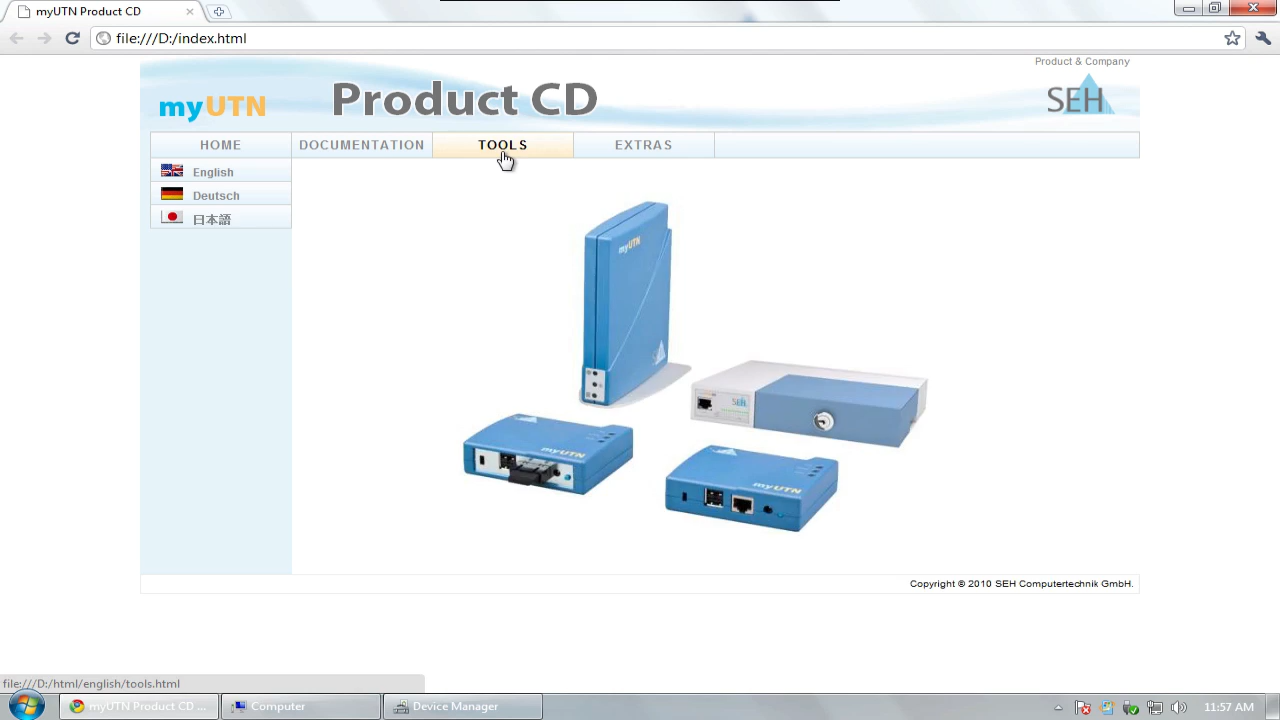 myUTN Product CD
file:///D:/index.html
Product & Company
myUTN
Product CD
SEH
HOME
DOCUMENTATION
TOOLS
EXTRAS
English
Deutsch
日本語
myUTN
SEH
myUTN
myUTN
Copyright © 2010 SEH Computertechnik GmbH.
file:///D:/html/english/tools.html
myUTN Product CD ...
Computer
Device Manager
11:57 AM